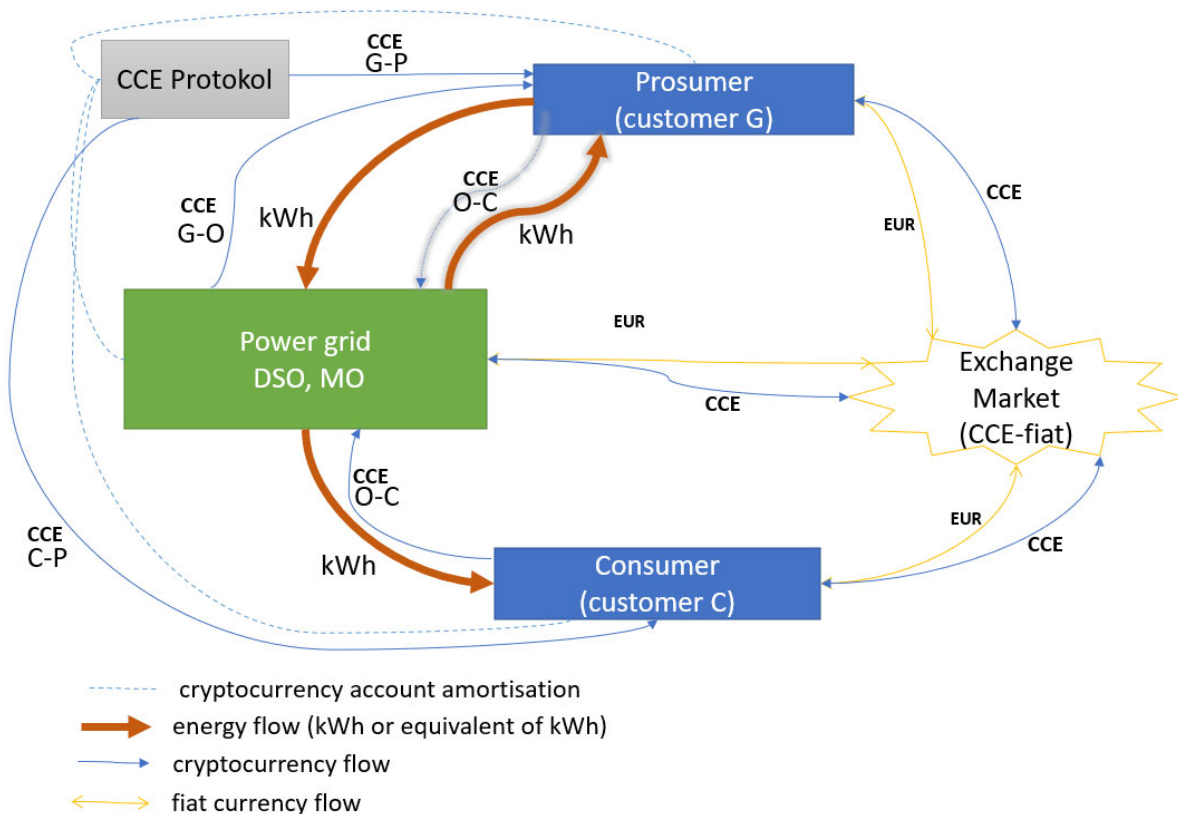 CCE Protokol
CCE
G-P
Prosumer
(customer G)
CCE
G-O
kWh
CCE
O-C
kWh
CCE
EUR
Power grid
DSO, MO
EUR
CCE
Exchange
Market
(CCE-fiat)
CCE
O-C
CCE
C-P
kWh
Consumer
(customer C)
EUR
CCE
cryptocurrency account amortisation
energy flow (kWh or equivalent of kWh)
cryptocurrency flow
fiat currency flow